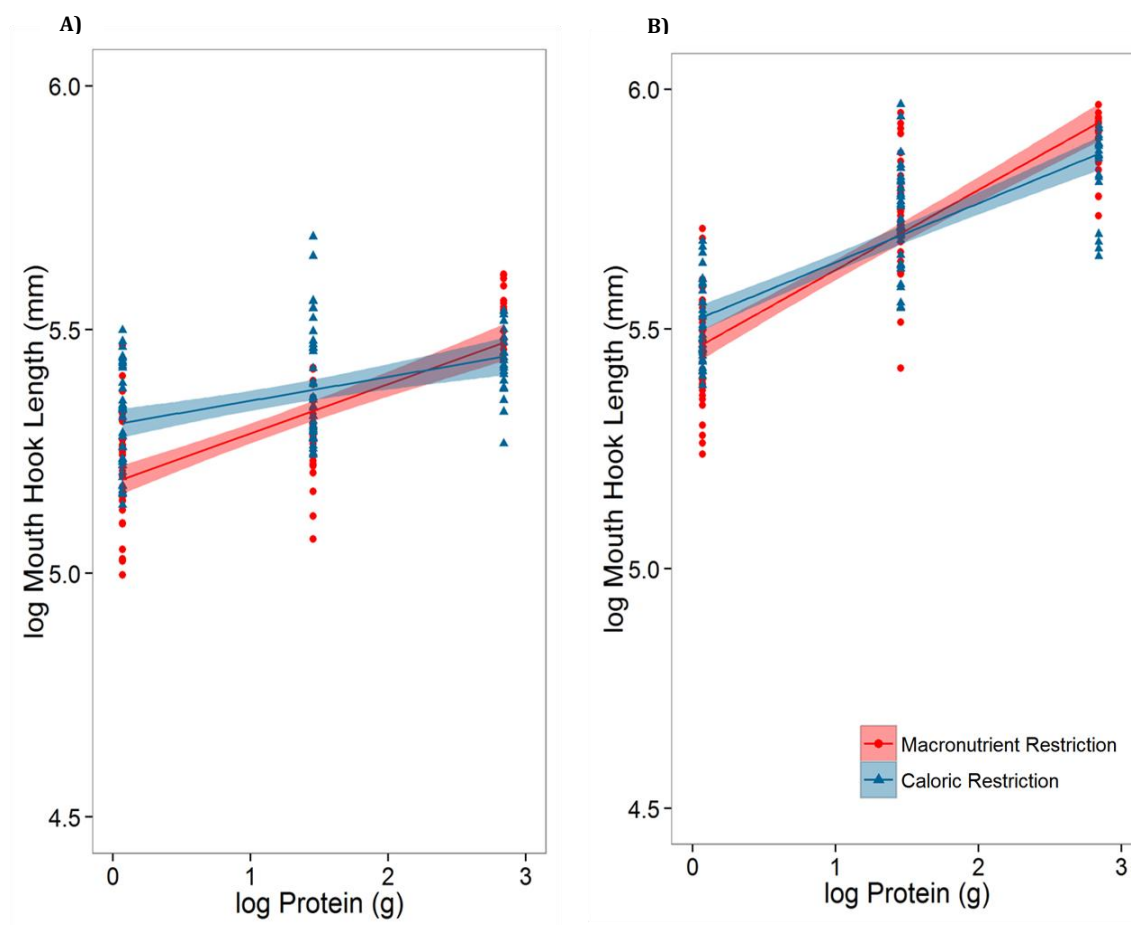 A)
6.0
5.5
5.0
4.5
log Mouth Hook Length (mm)
0 1 2 3
log Protein (g)
B)
6.0
5.5
5.0
4.5
log Mouth Hook Length (mm)
Macronutrient Restriction
Caloric Restriction
0 1 2 3
log Protein (g)